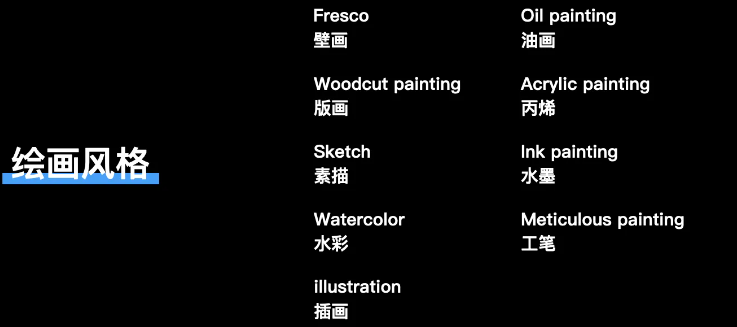 绘画风格
Fresco
壁画
Oil painting
油画
Woodcut painting
版画
Acrylic painting
丙烯
Sketch
素描
Ink painting
水墨
Watercolor
水彩
Meticulous painting
工笔
illustration
插画